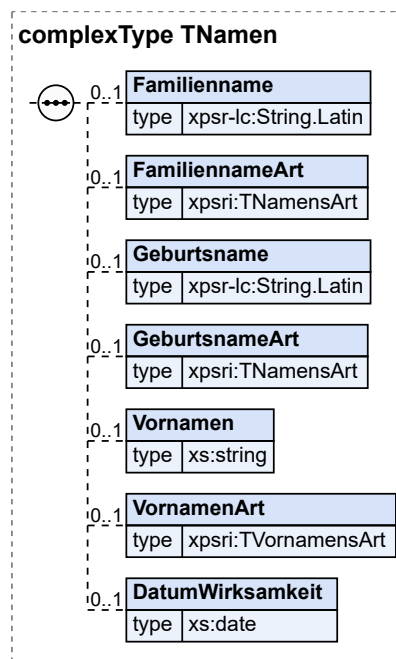 complexType TNamen
0..1 Familienname
type xpsr-lc:String.Latin
0..1 FamiliennameArt
type xpsri:TNamensArt
0..1 Geburtsname
type xpsr-lc:String.Latin
0..1 GeburtsnameArt
type xpsri:TNamensArt
0..1 Vornamen
type xs:string
0..1 VornamenArt
type xpsri:TVornamensArt
0..1 DatumWirksamkeit
type xs:date